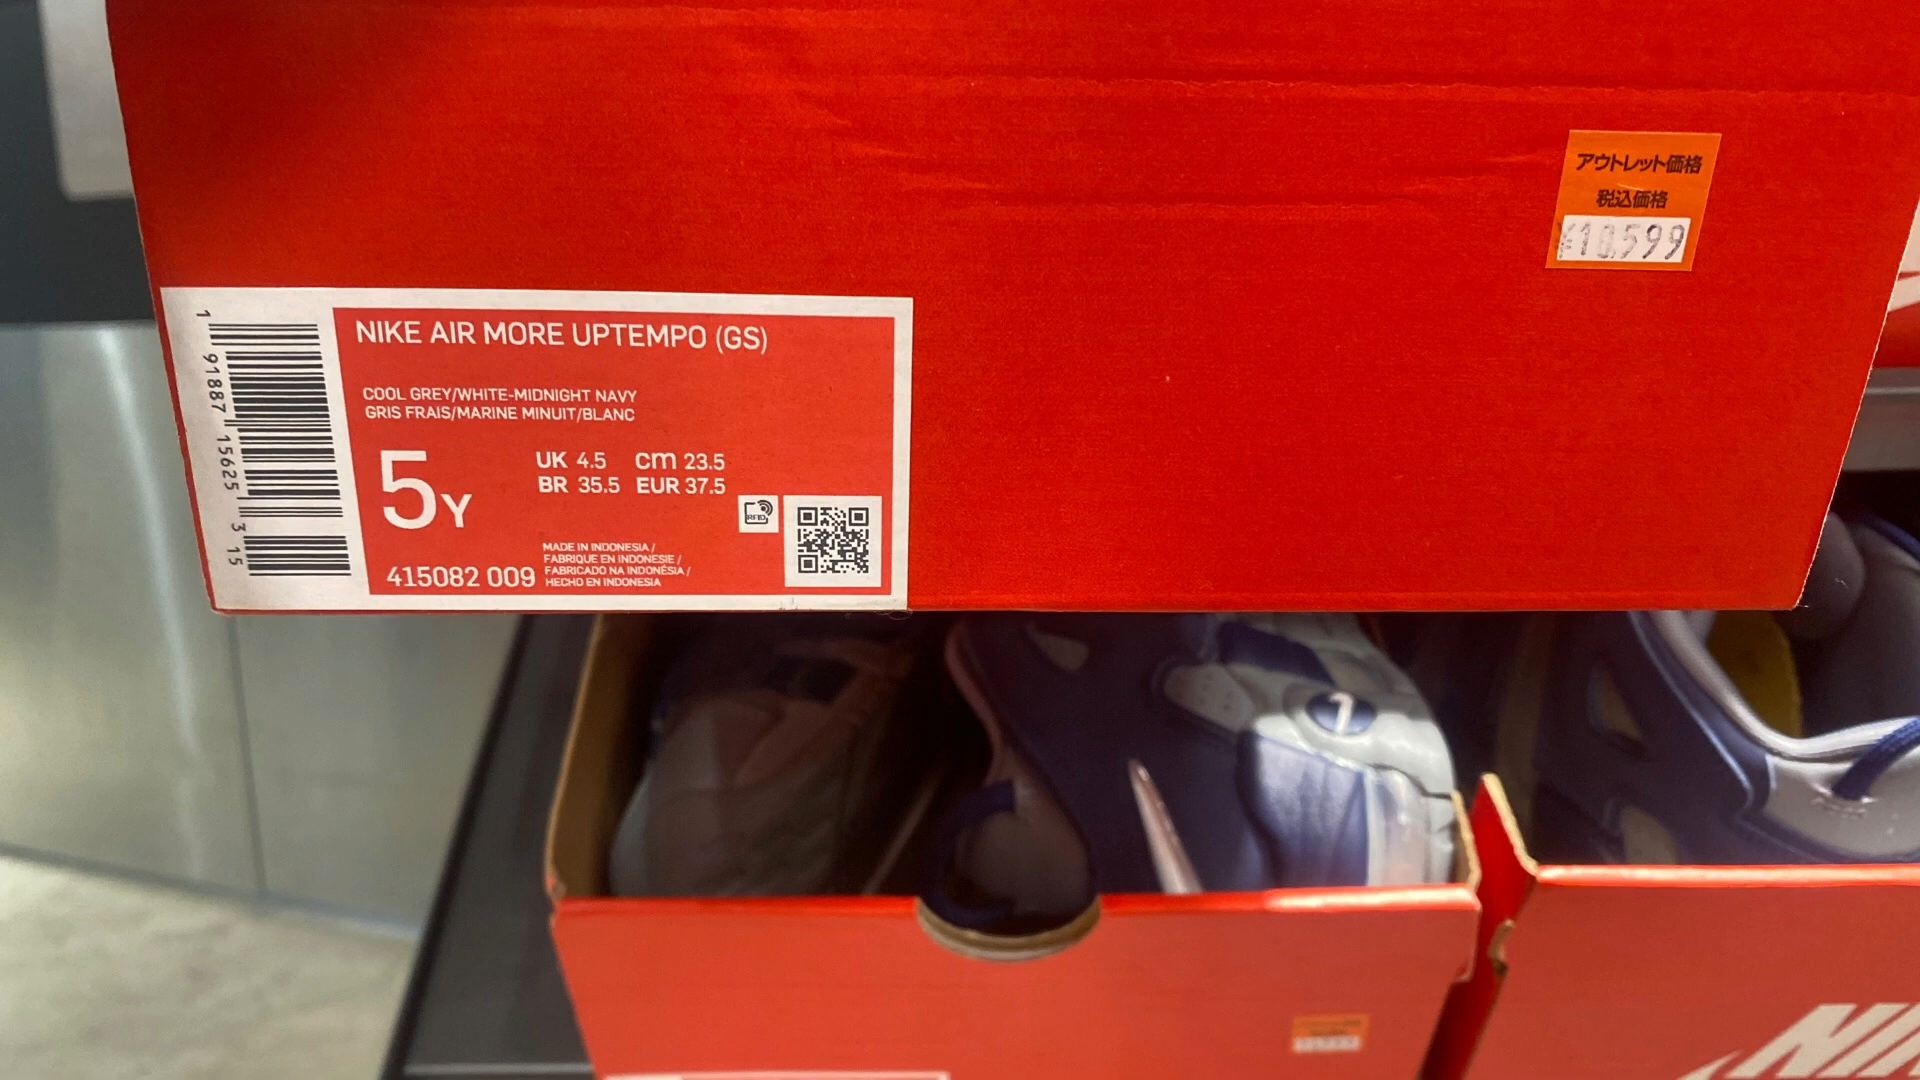 アウトレット価格
税込価格
¥10,599
NIKE AIR MORE UPTEMPO (GS)
COOL GREY/WHITE-MIDNIGHT NAVY
GRIS FRAIS/MARINE MINUIT/BLANC
5Y
UK 4.5 cm 23.5
BR 35.5 EUR 37.5
RFID
MADE IN INDONESIA /
FABRIQUE EN INDONESIE /
FABRICADO NA INDONÉSIA /
HECHO EN INDONESIA
415082 009
1 91887 15625 3 15
1